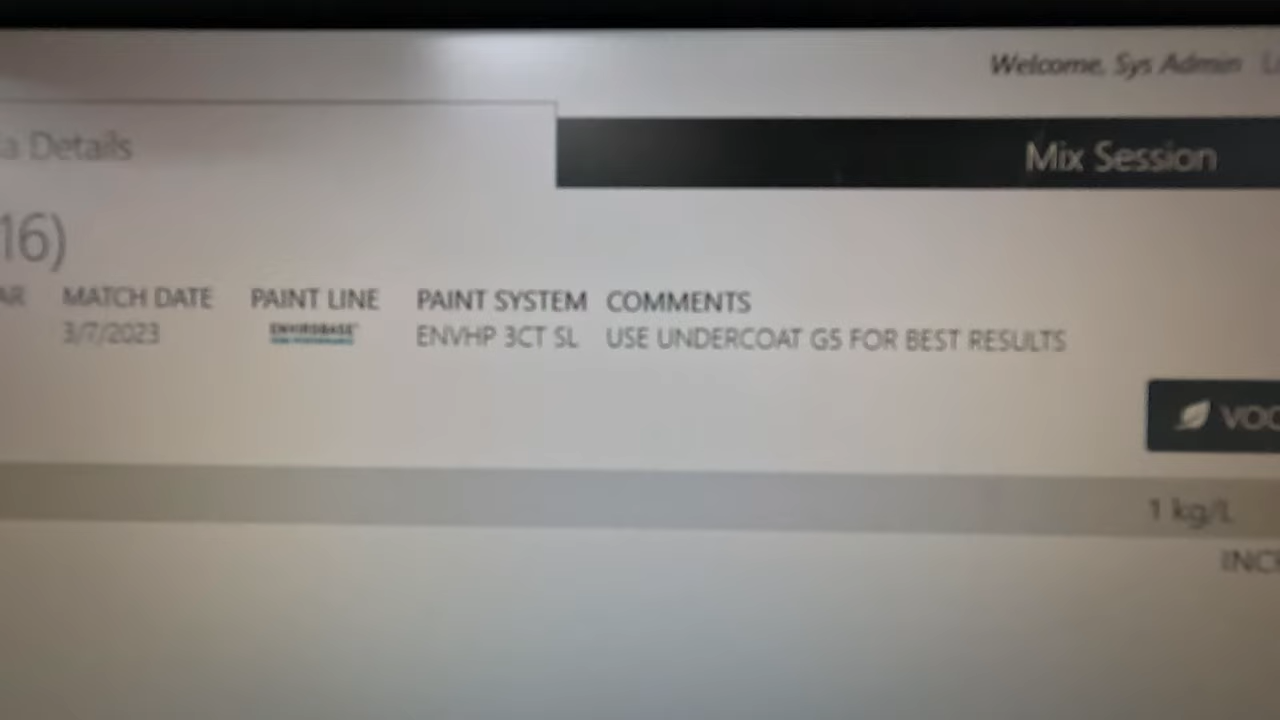 Welcome, Sys Admin
Details
Mix Session
16)
MATCH DATE PAINT LINE PAINT SYSTEM COMMENTS
3/7/2023 ENVIROBASE ENVHP 3CT SL USE UNDERCOAT G5 FOR BEST RESULTS
1 kg/L